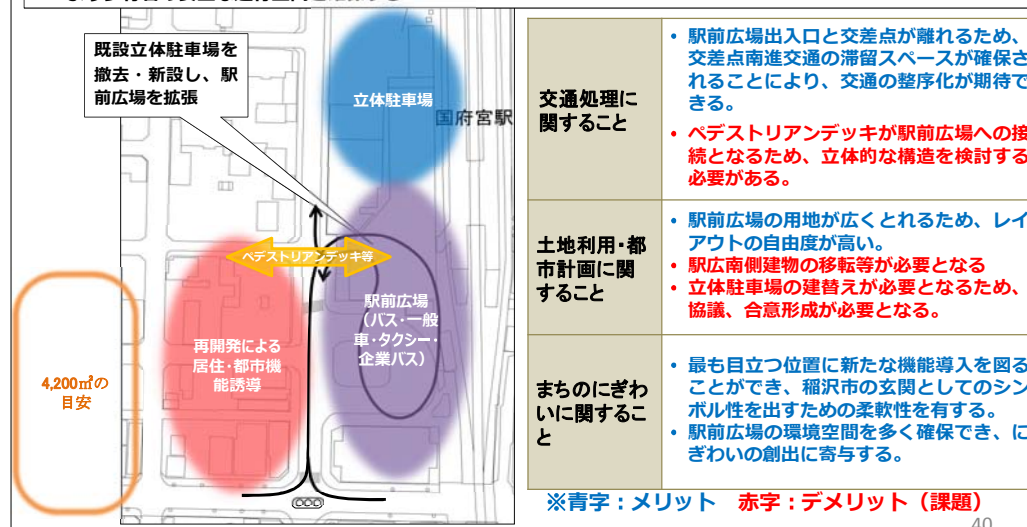 既設立体駐車場を
撤去・新設し、駅
前広場を拡張
立体駐車場
国府宮駅
ペデストリアンデッキ等
駅前広場
(バス・一般
車・タクシー・
企業バス)
再開発による
居住・都市機
能誘導
4,200㎡の
目安
交通処理に
関すること
• 駅前広場出入口と交差点が離れるため、
交差点南進交通の滞留スペースが確保さ
れることにより、交通の整序化が期待で
きる。
• ペデストリアンデッキが駅前広場への接
続となるため、立体的な構造を検討する
必要がある。
土地利用・都
市計画に関
すること
• 駅前広場の用地が広くとれるため、レイ
アウトの自由度が高い。
• 駅広南側建物の移転等が必要となる
• 立体駐車場の建替えが必要となるため、
協議、合意形成が必要となる。
まちのにぎわ
いに関するこ
と
• 最も目立つ位置に新たな機能導入を図る
ことができ、稲沢市の玄関としてのシン
ボル性を出すための柔軟性を有する。
• 駅前広場の環境空間を多く確保でき、に
ぎわいの創出に寄与する。
※青字:メリット 赤字:デメリット(課題)
40